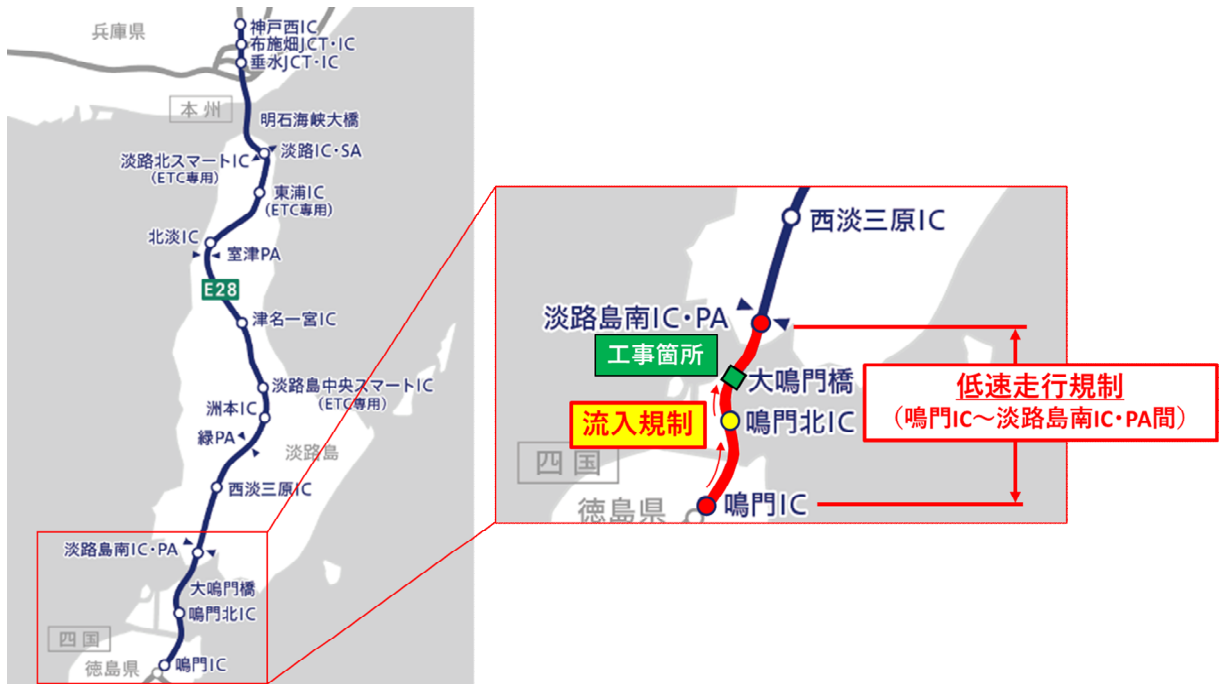 兵庫県
神戸西IC
布施畑JCT・IC
垂水JCT・IC
本州
明石海峡大橋
淡路IC・SA
淡路北スマートIC
(ETC専用)
東浦IC
(ETC専用)
北淡IC
室津PA
E28
津名一宮IC
淡路島中央スマートIC
(ETC専用)
洲本IC
緑PA
淡路島
西淡三原IC
淡路島南IC・PA
大鳴門橋
鳴門北IC
四国
徳島県
鳴門IC
西淡三原IC
淡路島南IC・PA
工事箇所
大鳴門橋
流入規制
鳴門北IC
四国
徳島県
鳴門IC
低速走行規制
(鳴門IC～淡路島南IC・PA間)